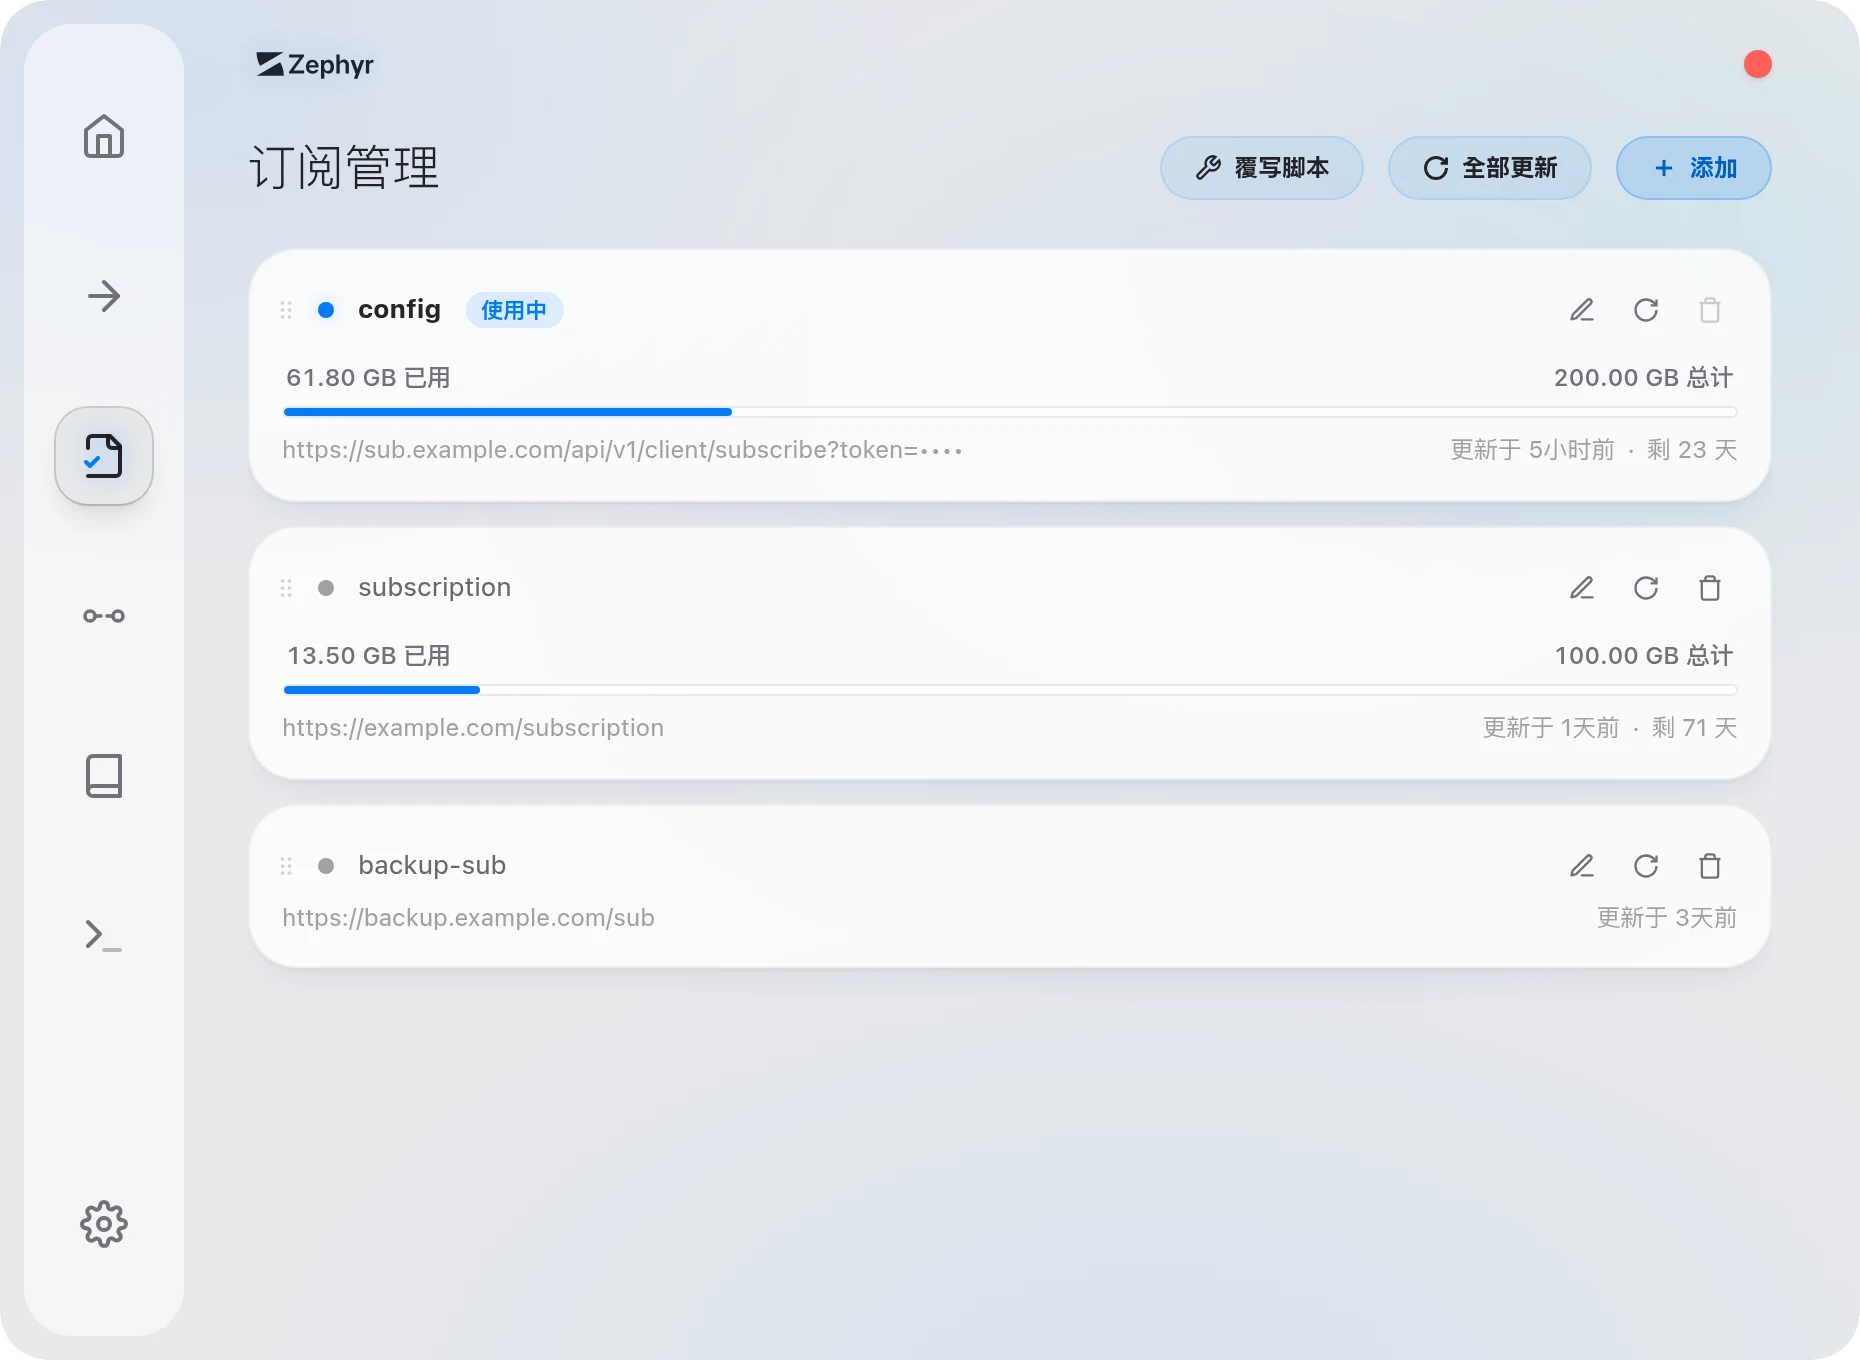 Zephyr
订阅管理
覆写脚本
全部更新
+ 添加
config 使用中
61.80 GB 已用 200.00 GB 总计
https://sub.example.com/api/v1/client/subscribe?token=•••• 更新于 5小时前 · 剩 23 天
subscription
13.50 GB 已用 100.00 GB 总计
https://example.com/subscription 更新于 1天前 · 剩 71 天
backup-sub
https://backup.example.com/sub 更新于 3天前